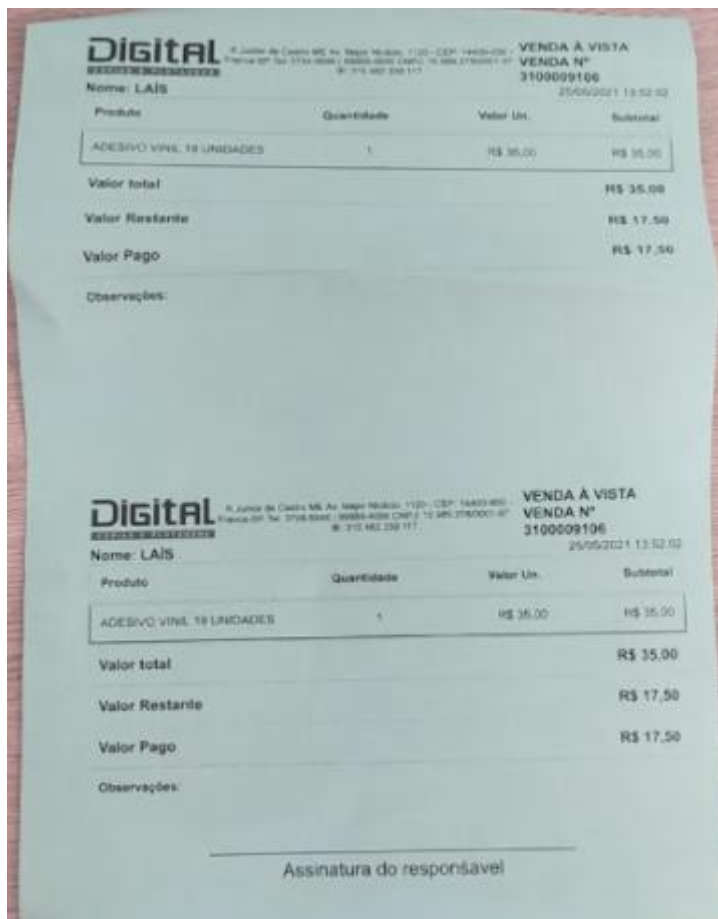 Digital
VENDA À VISTA
VENDA Nº
3100009106
Nome: LAÍS
25/05/2021 13:52:02
Produto Quantidade Valor Un. Subtotal
ADESIVO VINIL UNIDADES 1 R$ 35,00 R$ 35,00
Valor total R$ 35,00
Valor Restante R$ 17,50
Valor Pago R$ 17,50
Observações:
Digital
VENDA À VISTA
VENDA Nº
3100009106
Nome: LAÍS
25/05/2021 13:52:02
Produto Quantidade Valor Un. Subtotal
ADESIVO VINIL UNIDADES 1 R$ 35,00 R$ 35,00
Valor total R$ 35,00
Valor Restante R$ 17,50
Valor Pago R$ 17,50
Observações:
Assinatura do responsavel